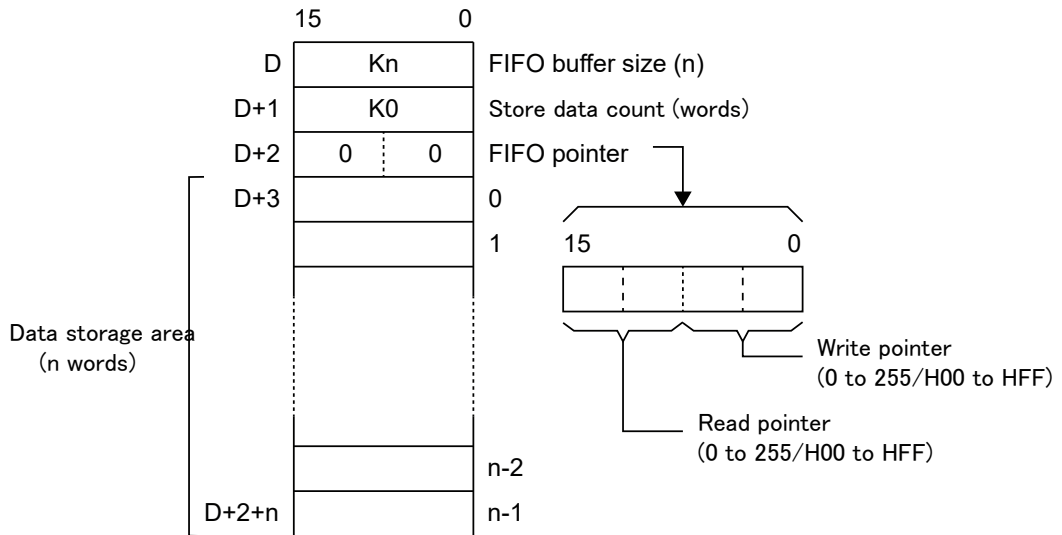 15 0
D Kn FIFO buffer size (n)
D+1 K0 Store data count (words)
D+2 0 0 FIFO pointer
D+3 0
1
15 0
Data storage area
(n words)
Write pointer
(0 to 255/H00 to HFF)
Read pointer
(0 to 255/H00 to HFF)
n-2
D+2+n n-1